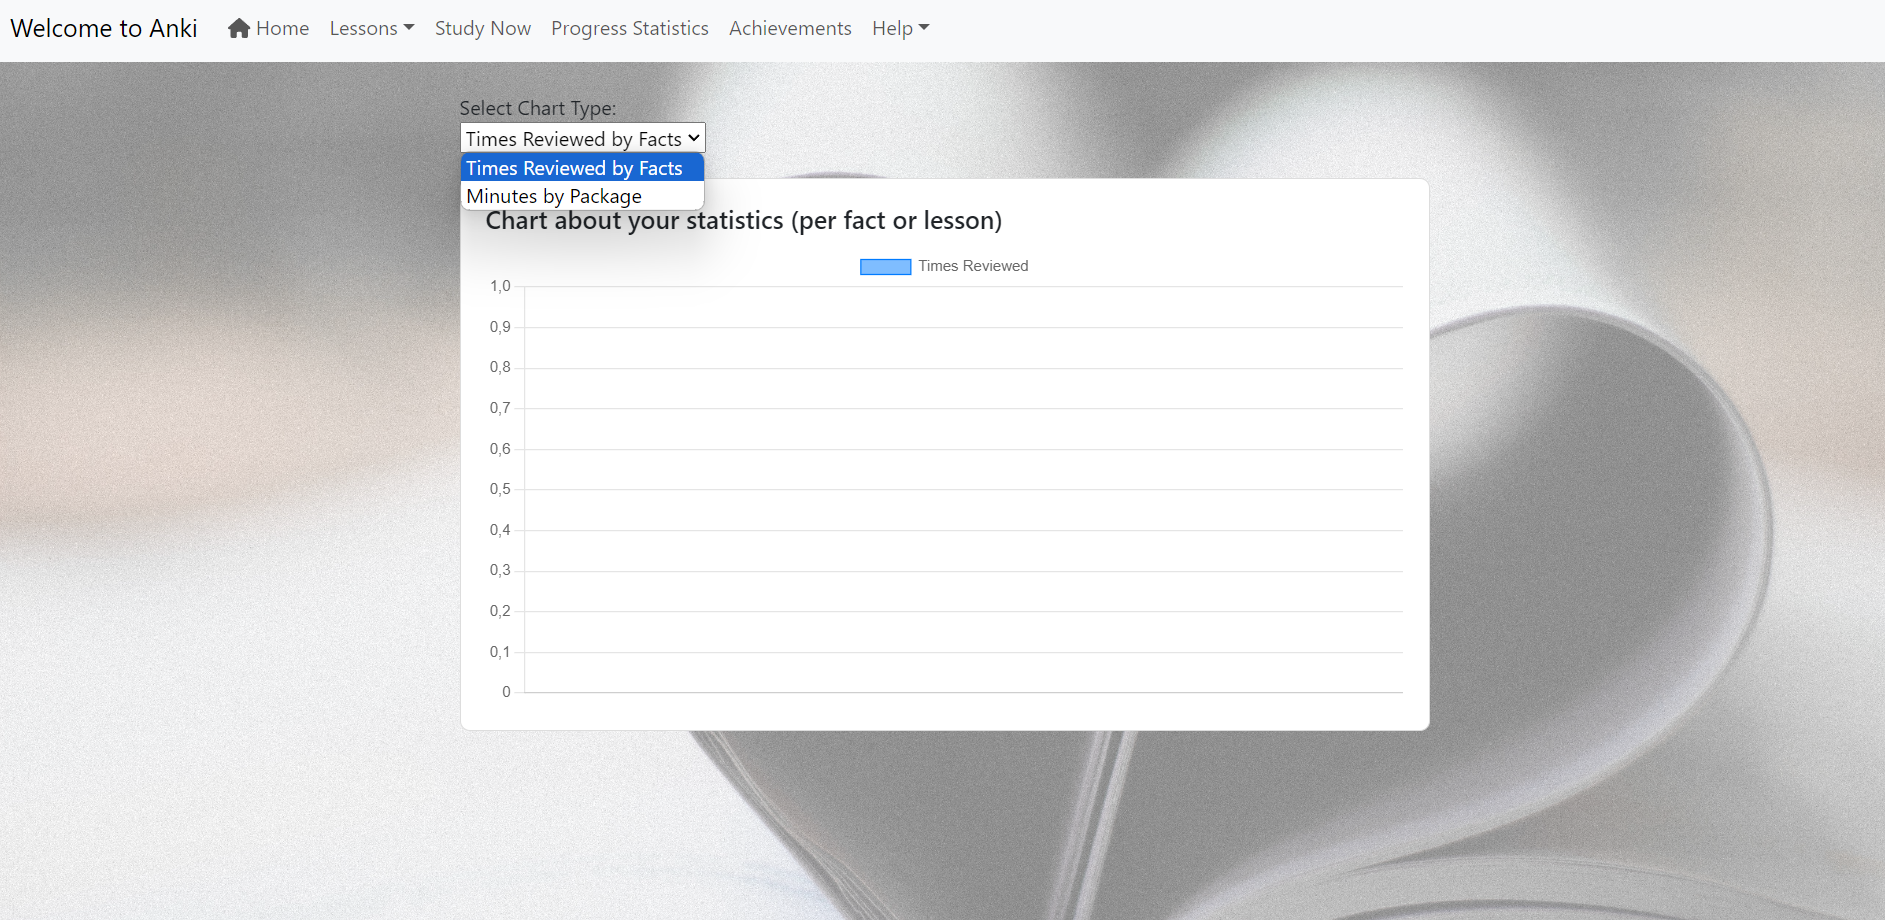 Welcome to Anki Home Lessons Study Now Progress Statistics Achievements Help
Select Chart Type:
Times Reviewed by Facts
Times Reviewed by Facts
Minutes by Package
Chart about your statistics (per fact or lesson)
Times Reviewed
1,0
0,9
0,8
0,7
0,6
0,5
0,4
0,3
0,2
0,1
0